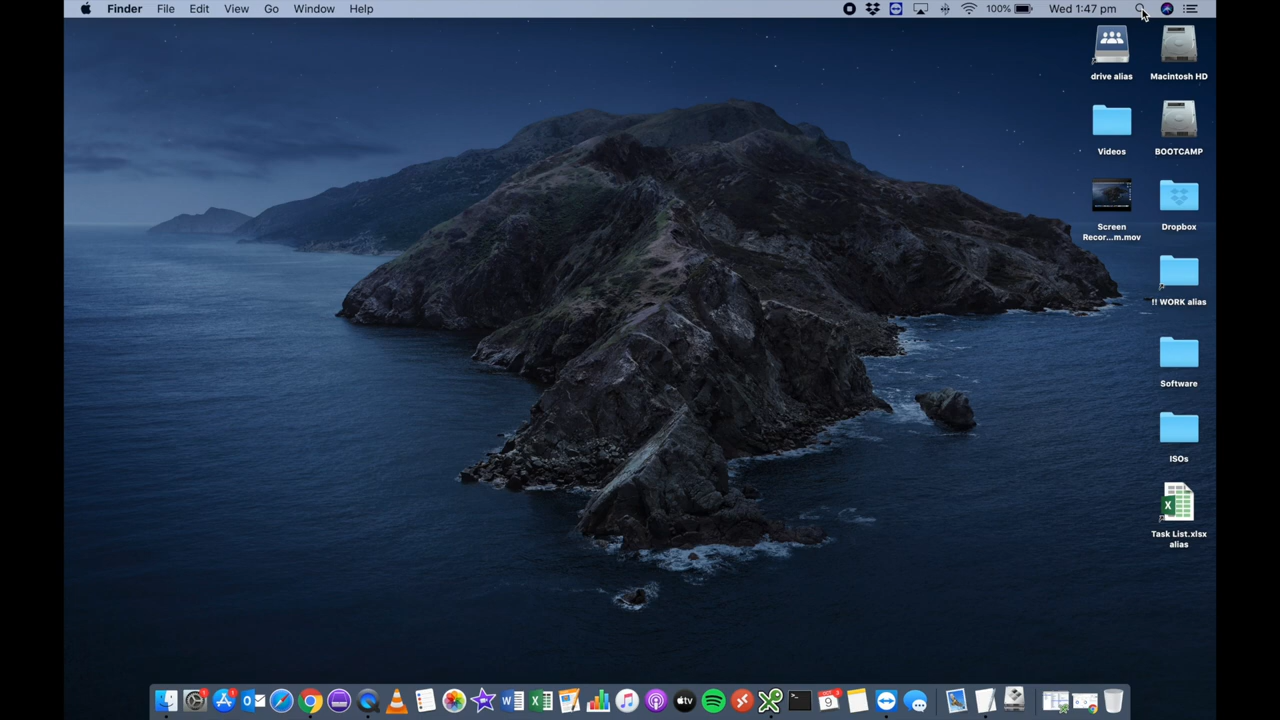 Finder File Edit View Go Window Help 100% Wed 1:47 pm
drive alias
Macintosh HD
Videos
BOOTCAMP
Screen
Recor...m.mov
Dropbox
!! WORK alias
Software
ISOs
Task List.xlsx
alias